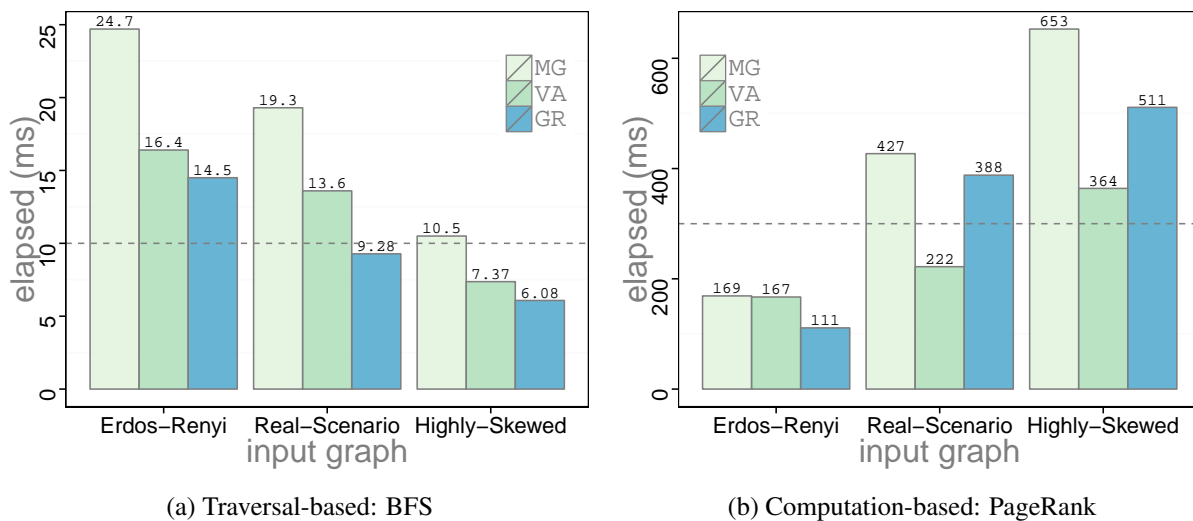 elapsed (ms)
0
5
10
15
20
25
24.7
16.4
14.5
19.3
13.6
9.28
10.5
7.37
6.08
MG
VA
GR
Erdos-Renyi
Real-Scenario
Highly-Skewed
input graph
(a) Traversal-based: BFS
elapsed (ms)
0
200
400
600
169
167
111
427
222
388
653
364
511
MG
VA
GR
Erdos-Renyi
Real-Scenario
Highly-Skewed
input graph
(b) Computation-based: PageRank